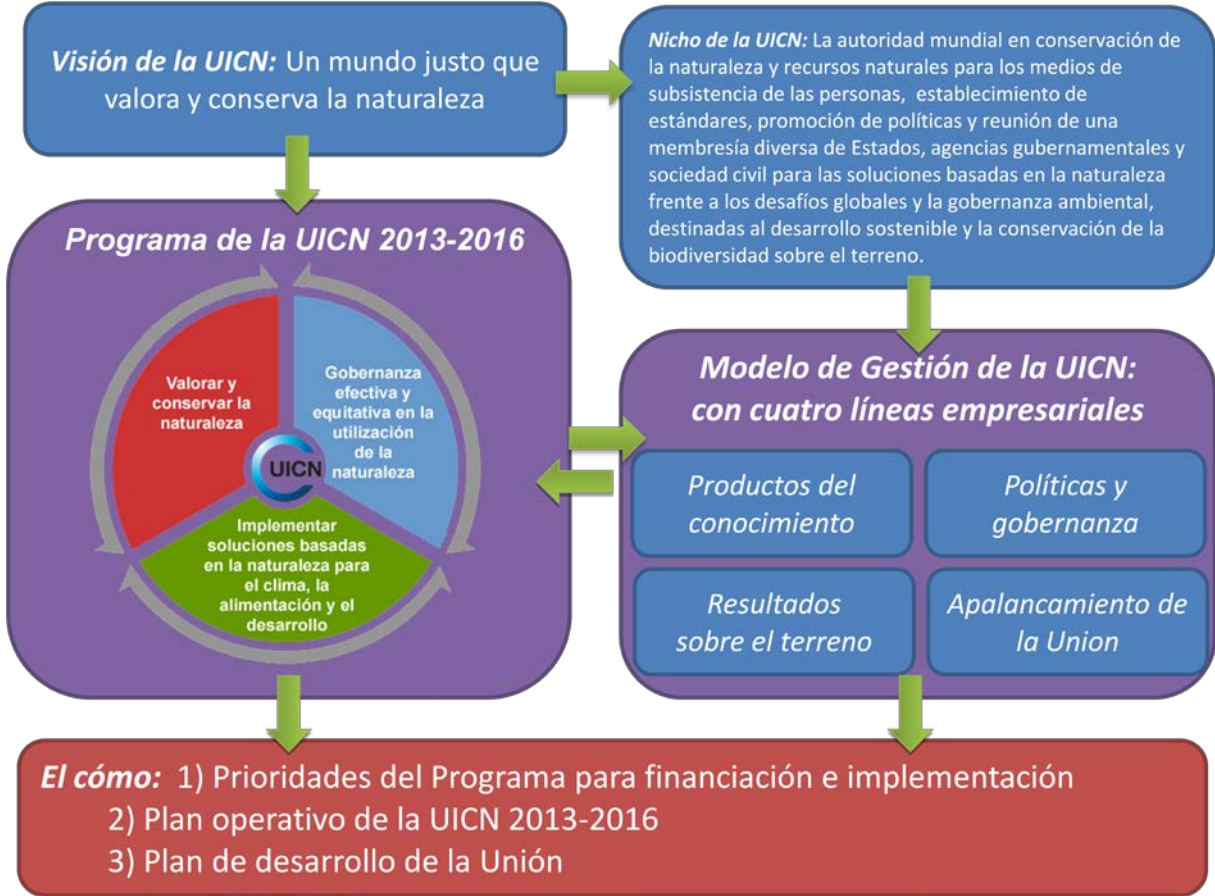 Visión de la UICN: Un mundo justo que
valora y conserva la naturaleza
Nicho de la UICN: La autoridad mundial en conservación de
la naturaleza y recursos naturales para los medios de
subsistencia de las personas, establecimiento de
estándares, promoción de políticas y reunión de una
membresía diversa de Estados, agencias gubernamentales y
sociedad civil para las soluciones basadas en la naturaleza
frente a los desafíos globales y la gobernanza ambiental,
destinadas al desarrollo sostenible y la conservación de la
biodiversidad sobre el terreno.
Programa de la UICN 2013-2016
Valorar y
conservar la
naturaleza
Gobernanza
efectiva y
equitativa en la
utilización
de la
naturaleza
UICN
Implementar
soluciones basadas
en la naturaleza para
el clima, la
alimentación y el
desarrollo
Modelo de Gestión de la UICN:
con cuatro líneas empresariales
Productos del
conocimiento
Políticas y
gobernanza
Resultados
sobre el terreno
Apalancamiento de
la Union
El cómo: 1) Prioridades del Programa para financiación e implementación
2) Plan operativo de la UICN 2013-2016
3) Plan de desarrollo de la Unión